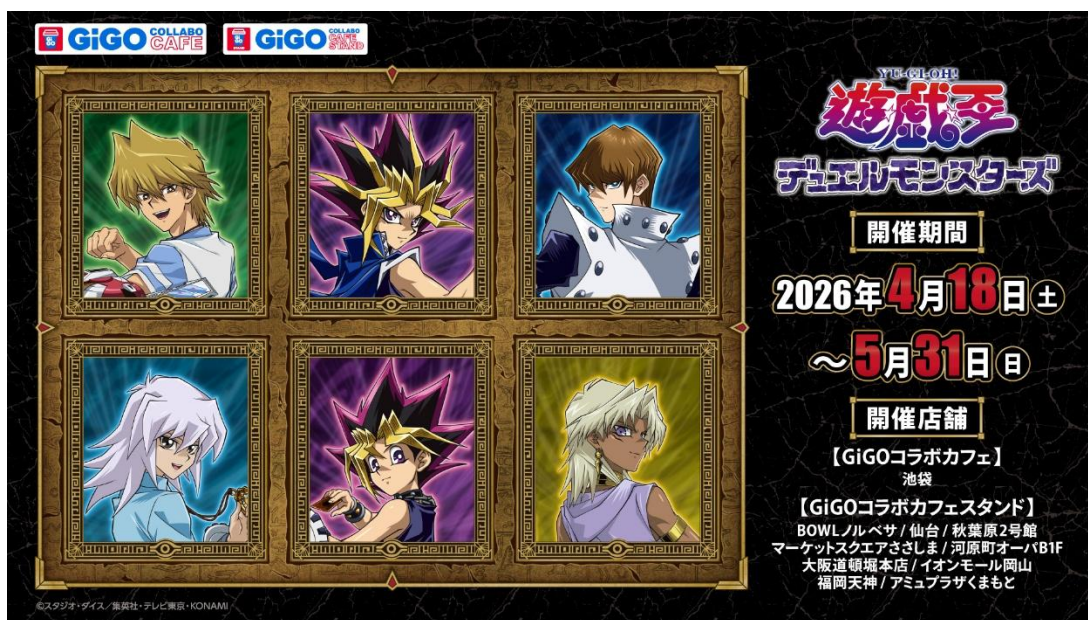 GiGO COLLABO CAFE
GiGO COLLABO CAFE STAND
YU-GI-OH!
遊☆戯☆王
デュエルモンスターズ
開催期間
2026年4月18日土
～5月31日日
開催店舗
【GiGOコラボカフェ】
池袋
【GiGOコラボカフェスタンド】
BOWLノルベサ/仙台/秋葉原2号館
マーケットスクエアささしま/河原町オーパB1F
大阪道頓堀本店/イオンモール岡山
福岡天神/アミュプラザくまもと
©スタジオ・ダイス/集英社・テレビ東京・KONAMI